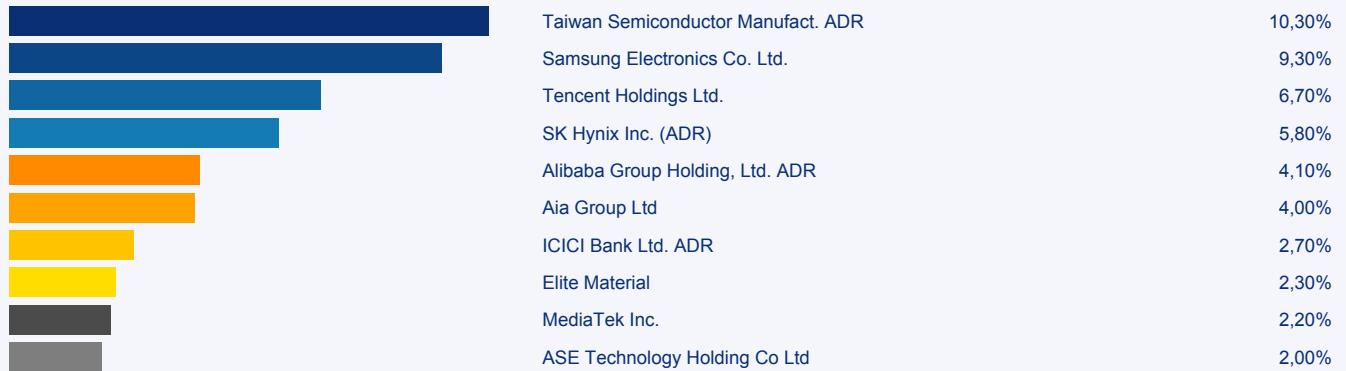 Taiwan Semiconductor Manufact. ADR 10,30%
Samsung Electronics Co. Ltd. 9,30%
Tencent Holdings Ltd. 6,70%
SK Hynix Inc. (ADR) 5,80%
Alibaba Group Holding, Ltd. ADR 4,10%
Aia Group Ltd 4,00%
ICICI Bank Ltd. ADR 2,70%
Elite Material 2,30%
MediaTek Inc. 2,20%
ASE Technology Holding Co Ltd 2,00%